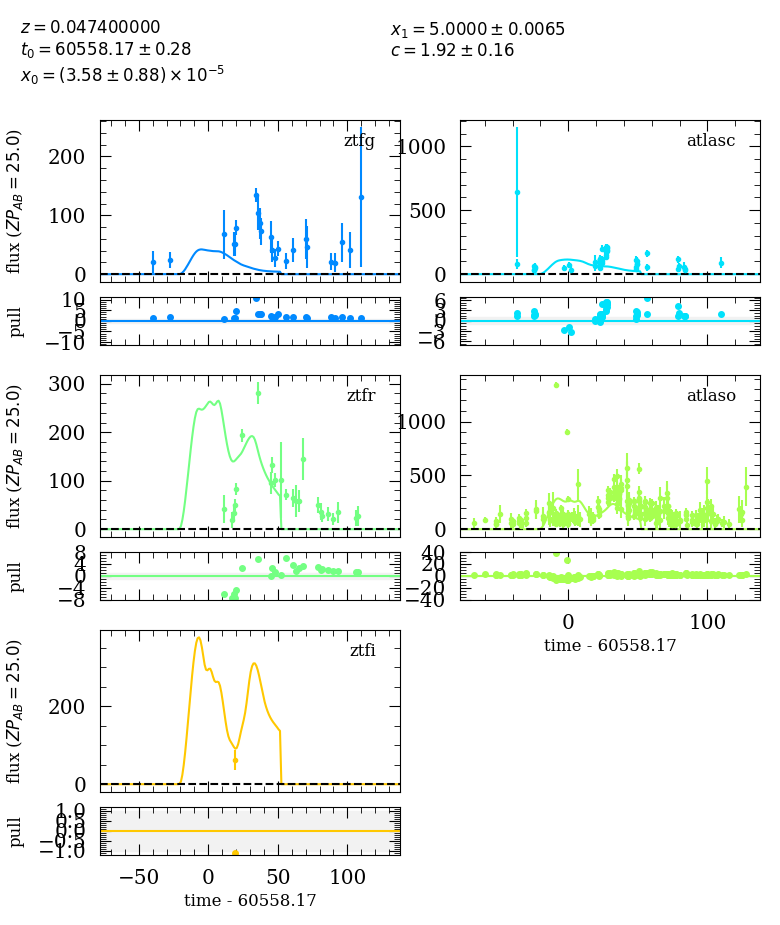 z = 0.047400000
t₀ = 60558.17 ± 0.28
x₀ = (3.58 ± 0.88) × 10⁻⁵
x₁ = 5.0000 ± 0.0065
c = 1.92 ± 0.16
ztfg
flux (ZP_AB = 25.0)
200
100
0
pull
10
5
0
−5
−10
atlasc
1000
500
0
6
3
0
−3
−6
ztfr
flux (ZP_AB = 25.0)
300
200
100
0
pull
8
4
0
−4
−8
atlaso
1000
500
0
40
20
0
−20
−40
0 100
time - 60558.17
ztfi
flux (ZP_AB = 25.0)
200
0
pull
1.0
0.5
0.0
−0.5
−1.0
−50 0 50 100
time - 60558.17